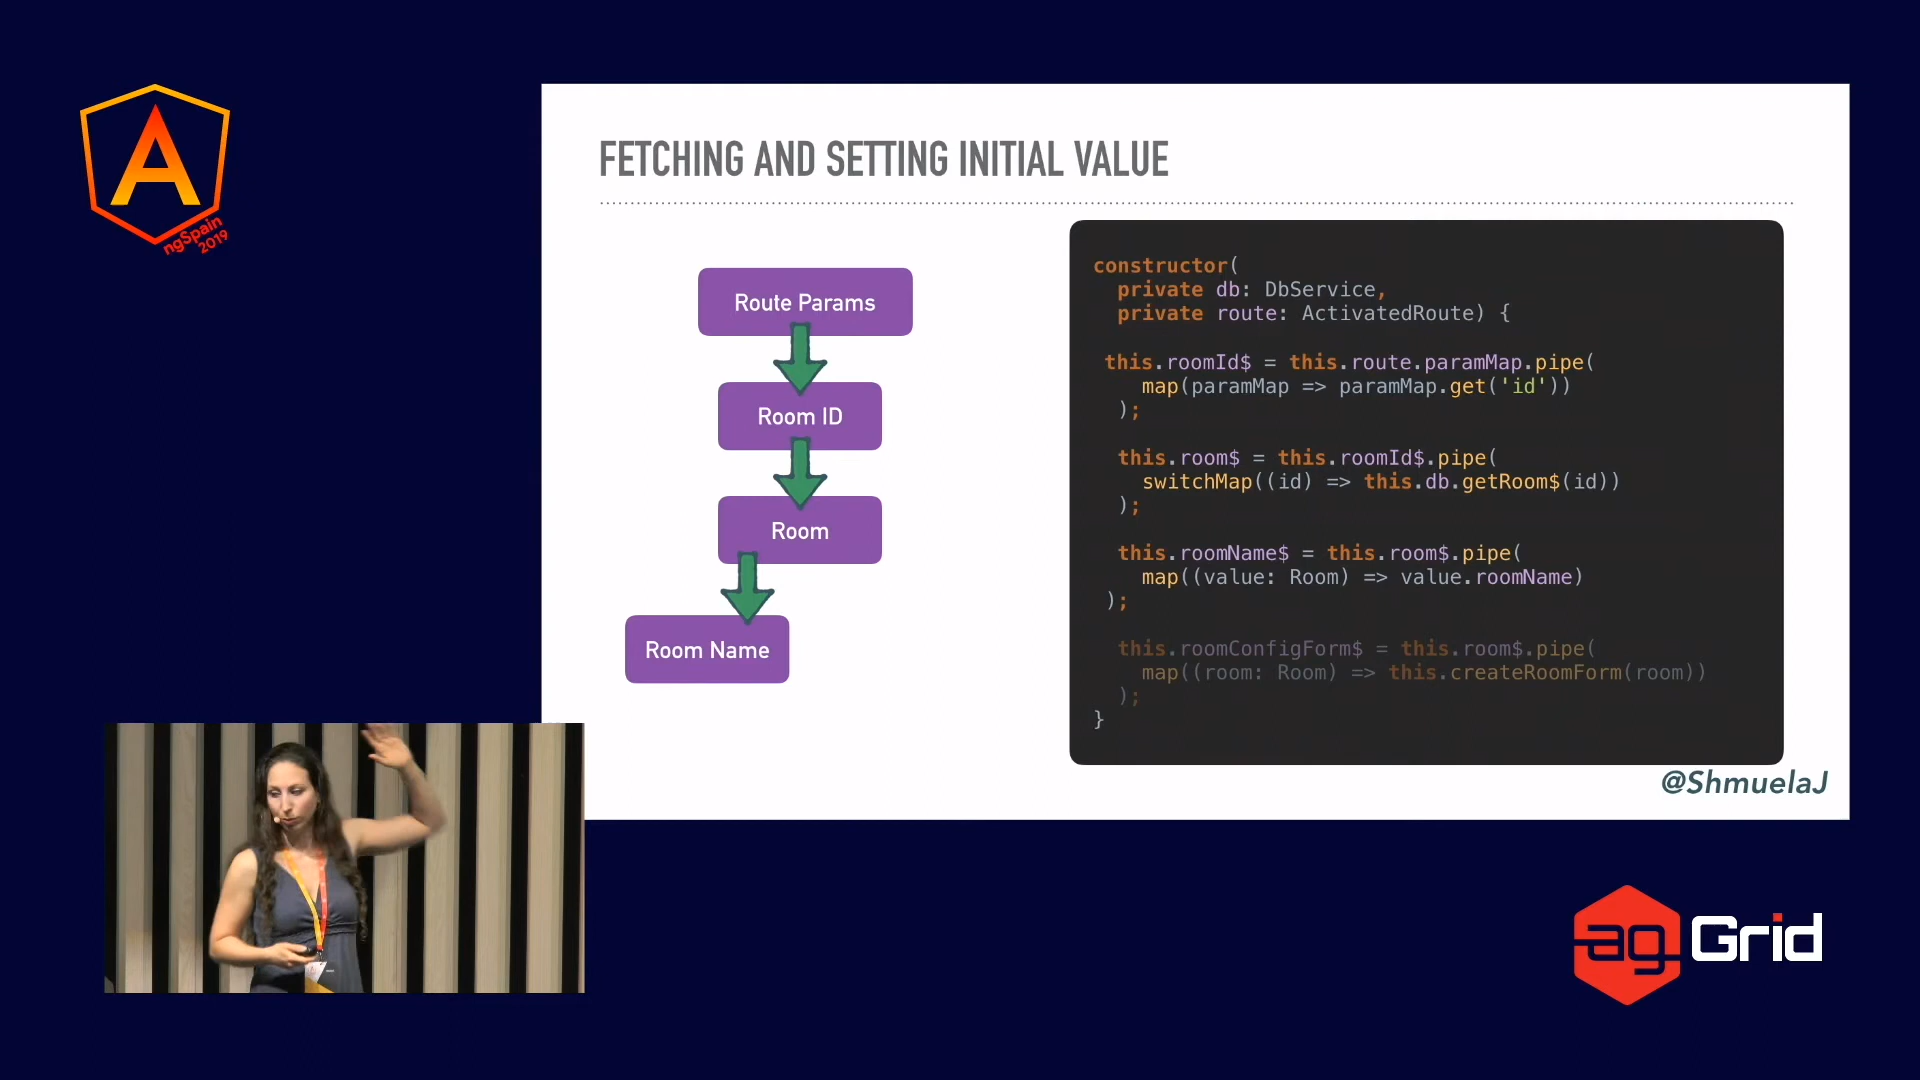 A
ngSpain
2019
FETCHING AND SETTING INITIAL VALUE
Route Params
Room ID
Room
Room Name
constructor(
private db: DbService,
private route: ActivatedRoute) {
this.roomId$ = this.route.paramMap.pipe(
map(paramMap => paramMap.get('id'))
);
this.room$ = this.roomId$.pipe(
switchMap((id) => this.db.getRoom$(id))
);
this.roomName$ = this.room$.pipe(
map((value: Room) => value.roomName)
);
this.roomConfigForm$ = this.room$.pipe(
map((room: Room) => this.createRoomForm(room))
);
}
@ShmuelaJ
ag Grid